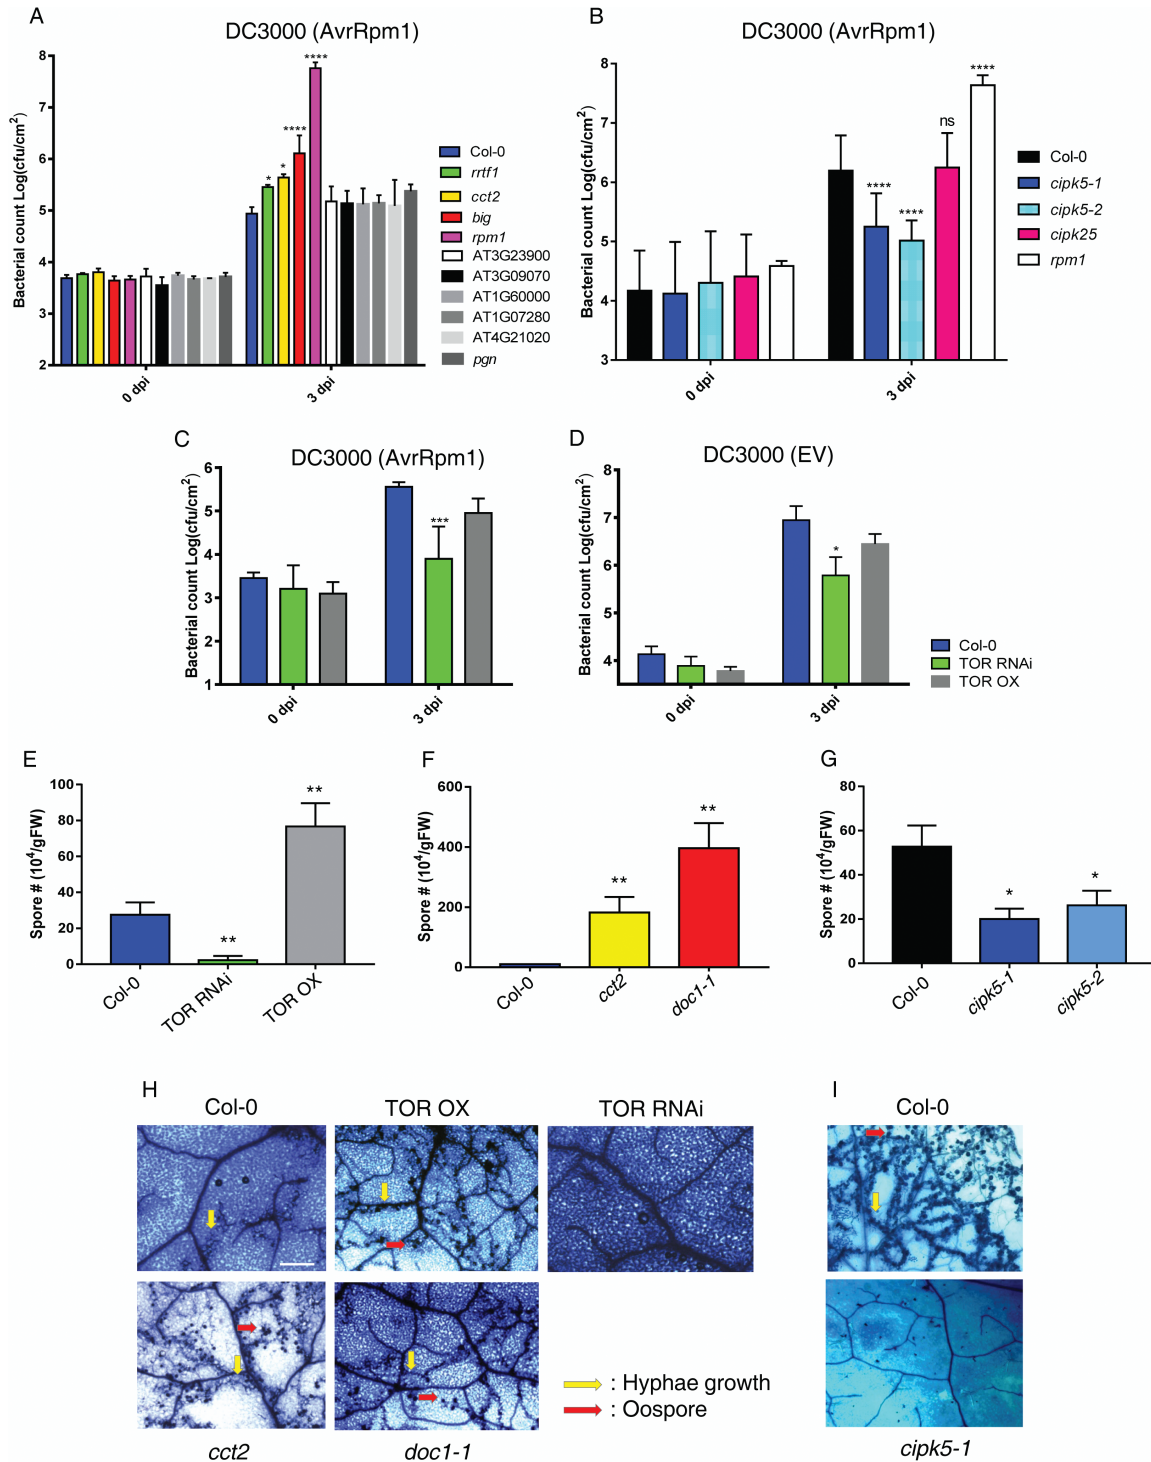 A
DC3000 (AvrRpm1)
Bacterial count Log(cfu/cm²)
8
7
6
5
4
3
2
* * **** ****
0 dpi 3 dpi
Col-0
rrtf1
cct2
big
rpm1
AT3G23900
AT3G09070
AT1G60000
AT1G07280
AT4G21020
pgn
B
DC3000 (AvrRpm1)
Bacterial count Log(cfu/cm²)
8
7
6
5
4
3
**** **** ns ****
0 dpi 3 dpi
Col-0
cipk5-1
cipk5-2
cipk25
rpm1
C
DC3000 (AvrRpm1)
Bacterial count Log(cfu/cm²)
6
5
4
3
2
1
***
0 dpi 3 dpi
D
DC3000 (EV)
Bacterial count Log(cfu/cm²)
8
7
6
5
4
*
0 dpi 3 dpi
Col-0
TOR RNAi
TOR OX
E
Spore # (10⁴/gFW)
100
80
60
40
20
0
** **
Col-0 TOR RNAi TOR OX
F
Spore # (10⁴/gFW)
600
400
200
0
** **
Col-0 cct2 doc1-1
G
Spore # (10⁴/gFW)
80
60
40
20
0
* *
Col-0 cipk5-1 cipk5-2
H
Col-0 TOR OX TOR RNAi
cct2 doc1-1
: Hyphae growth
: Oospore
I
Col-0
cipk5-1